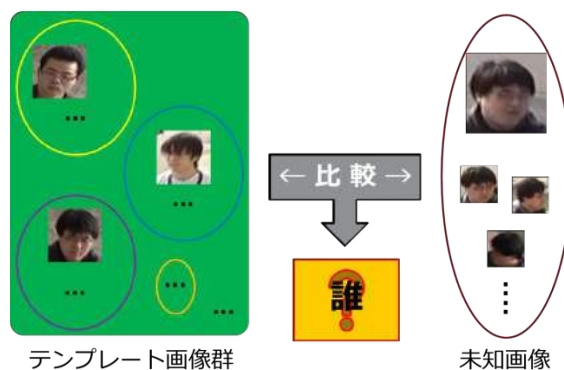 ← 比 較 →
誰
?
テンプレート画像群
未知画像